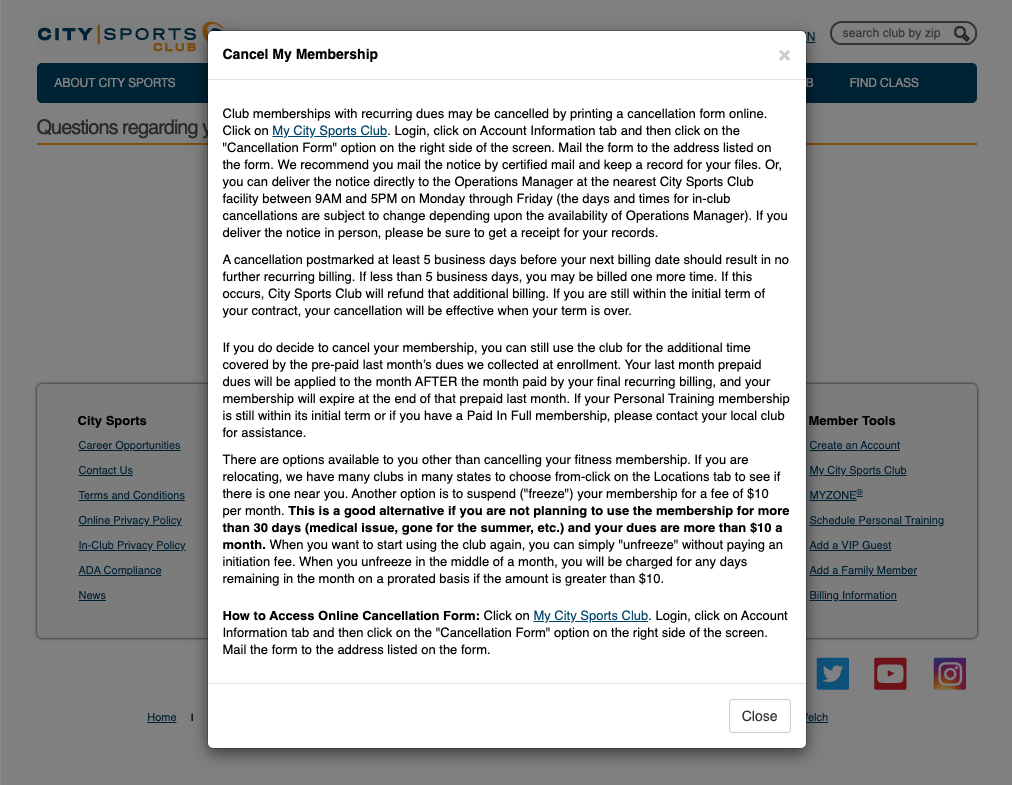 CITY|SPORTS
CLUB
search club by zip
ABOUT CITY SPORTS
FIND CLASS
Questions regarding
Cancel My Membership
×
Club memberships with recurring dues may be cancelled by printing a cancellation form online.
Click on My City Sports Club. Login, click on Account Information tab and then click on the
"Cancellation Form" option on the right side of the screen. Mail the form to the address listed on
the form. We recommend you mail the notice by certified mail and keep a record for your files. Or,
you can deliver the notice directly to the Operations Manager at the nearest City Sports Club
facility between 9AM and 5PM on Monday through Friday (the days and times for in-club
cancellations are subject to change depending upon the availability of Operations Manager). If you
deliver the notice in person, please be sure to get a receipt for your records.
A cancellation postmarked at least 5 business days before your next billing date should result in no
further recurring billing. If less than 5 business days, you may be billed one more time. If this
occurs, City Sports Club will refund that additional billing. If you are still within the initial term of
your contract, your cancellation will be effective when your term is over.
If you do decide to cancel your membership, you can still use the club for the additional time
covered by the pre-paid last month's dues we collected at enrollment. Your last month prepaid
dues will be applied to the month AFTER the month paid by your final recurring billing, and your
membership will expire at the end of that prepaid last month. If your Personal Training membership
is still within its initial term or if you have a Paid In Full membership, please contact your local club
for assistance.
There are options available to you other than cancelling your fitness membership. If you are
relocating, we have many clubs in many states to choose from-click on the Locations tab to see if
there is one near you. Another option is to suspend ("freeze") your membership for a fee of $10
per month. This is a good alternative if you are not planning to use the membership for more
than 30 days (medical issue, gone for the summer, etc.) and your dues are more than $10 a
month. When you want to start using the club again, you can simply "unfreeze" without paying an
initiation fee. When you unfreeze in the middle of a month, you will be charged for any days
remaining in the month on a prorated basis if the amount is greater than $10.
How to Access Online Cancellation Form: Click on My City Sports Club. Login, click on Account
Information tab and then click on the "Cancellation Form" option on the right side of the screen.
Mail the form to the address listed on the form.
Close
City Sports
Career Opportunities
Contact Us
Terms and Conditions
Online Privacy Policy
In-Club Privacy Policy
ADA Compliance
News
Member Tools
Create an Account
My City Sports Club
MYZONE®
Schedule Personal Training
Add a VIP Guest
Add a Family Member
Billing Information
Home |